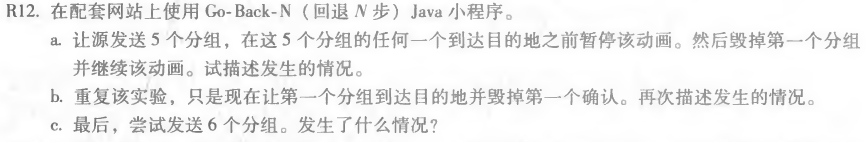 R12. 在配套网站上使用 Go-Back-N（回退 N 步）Java 小程序。
a. 让源发送 5 个分组，在这 5 个分组的任何一个到达目的地之前暂停该动画。然后毁掉第一个分组
并继续该动画。试描述发生的情况。
b. 重复该实验，只是现在让第一个分组到达目的地并毁掉第一个确认。再次描述发生的情况。
c. 最后，尝试发送 6 个分组。发生了什么情况？